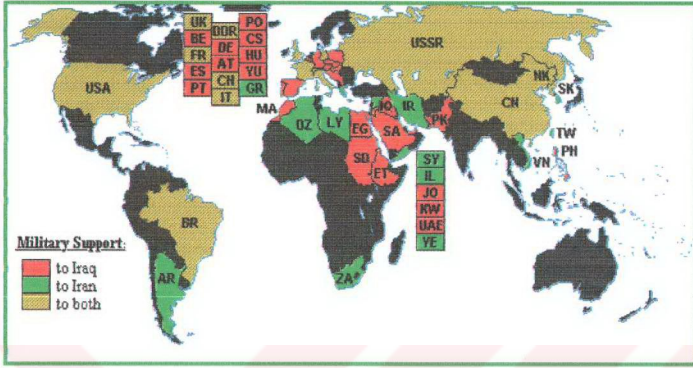 UK
BE
FR
ES
PT
DDR
DE
AT
CH
IT
PO
CS
HU
YU
GR
USSR
USA
NK
SK
CH
MA
DZ
LY
EG
IQ
IR
PK
SA
SD
ET
TW
PH
VN
SY
IL
JO
KW
UAE
YE
BR
AR
ZA
Military Support:
to Iraq
to Iran
to both